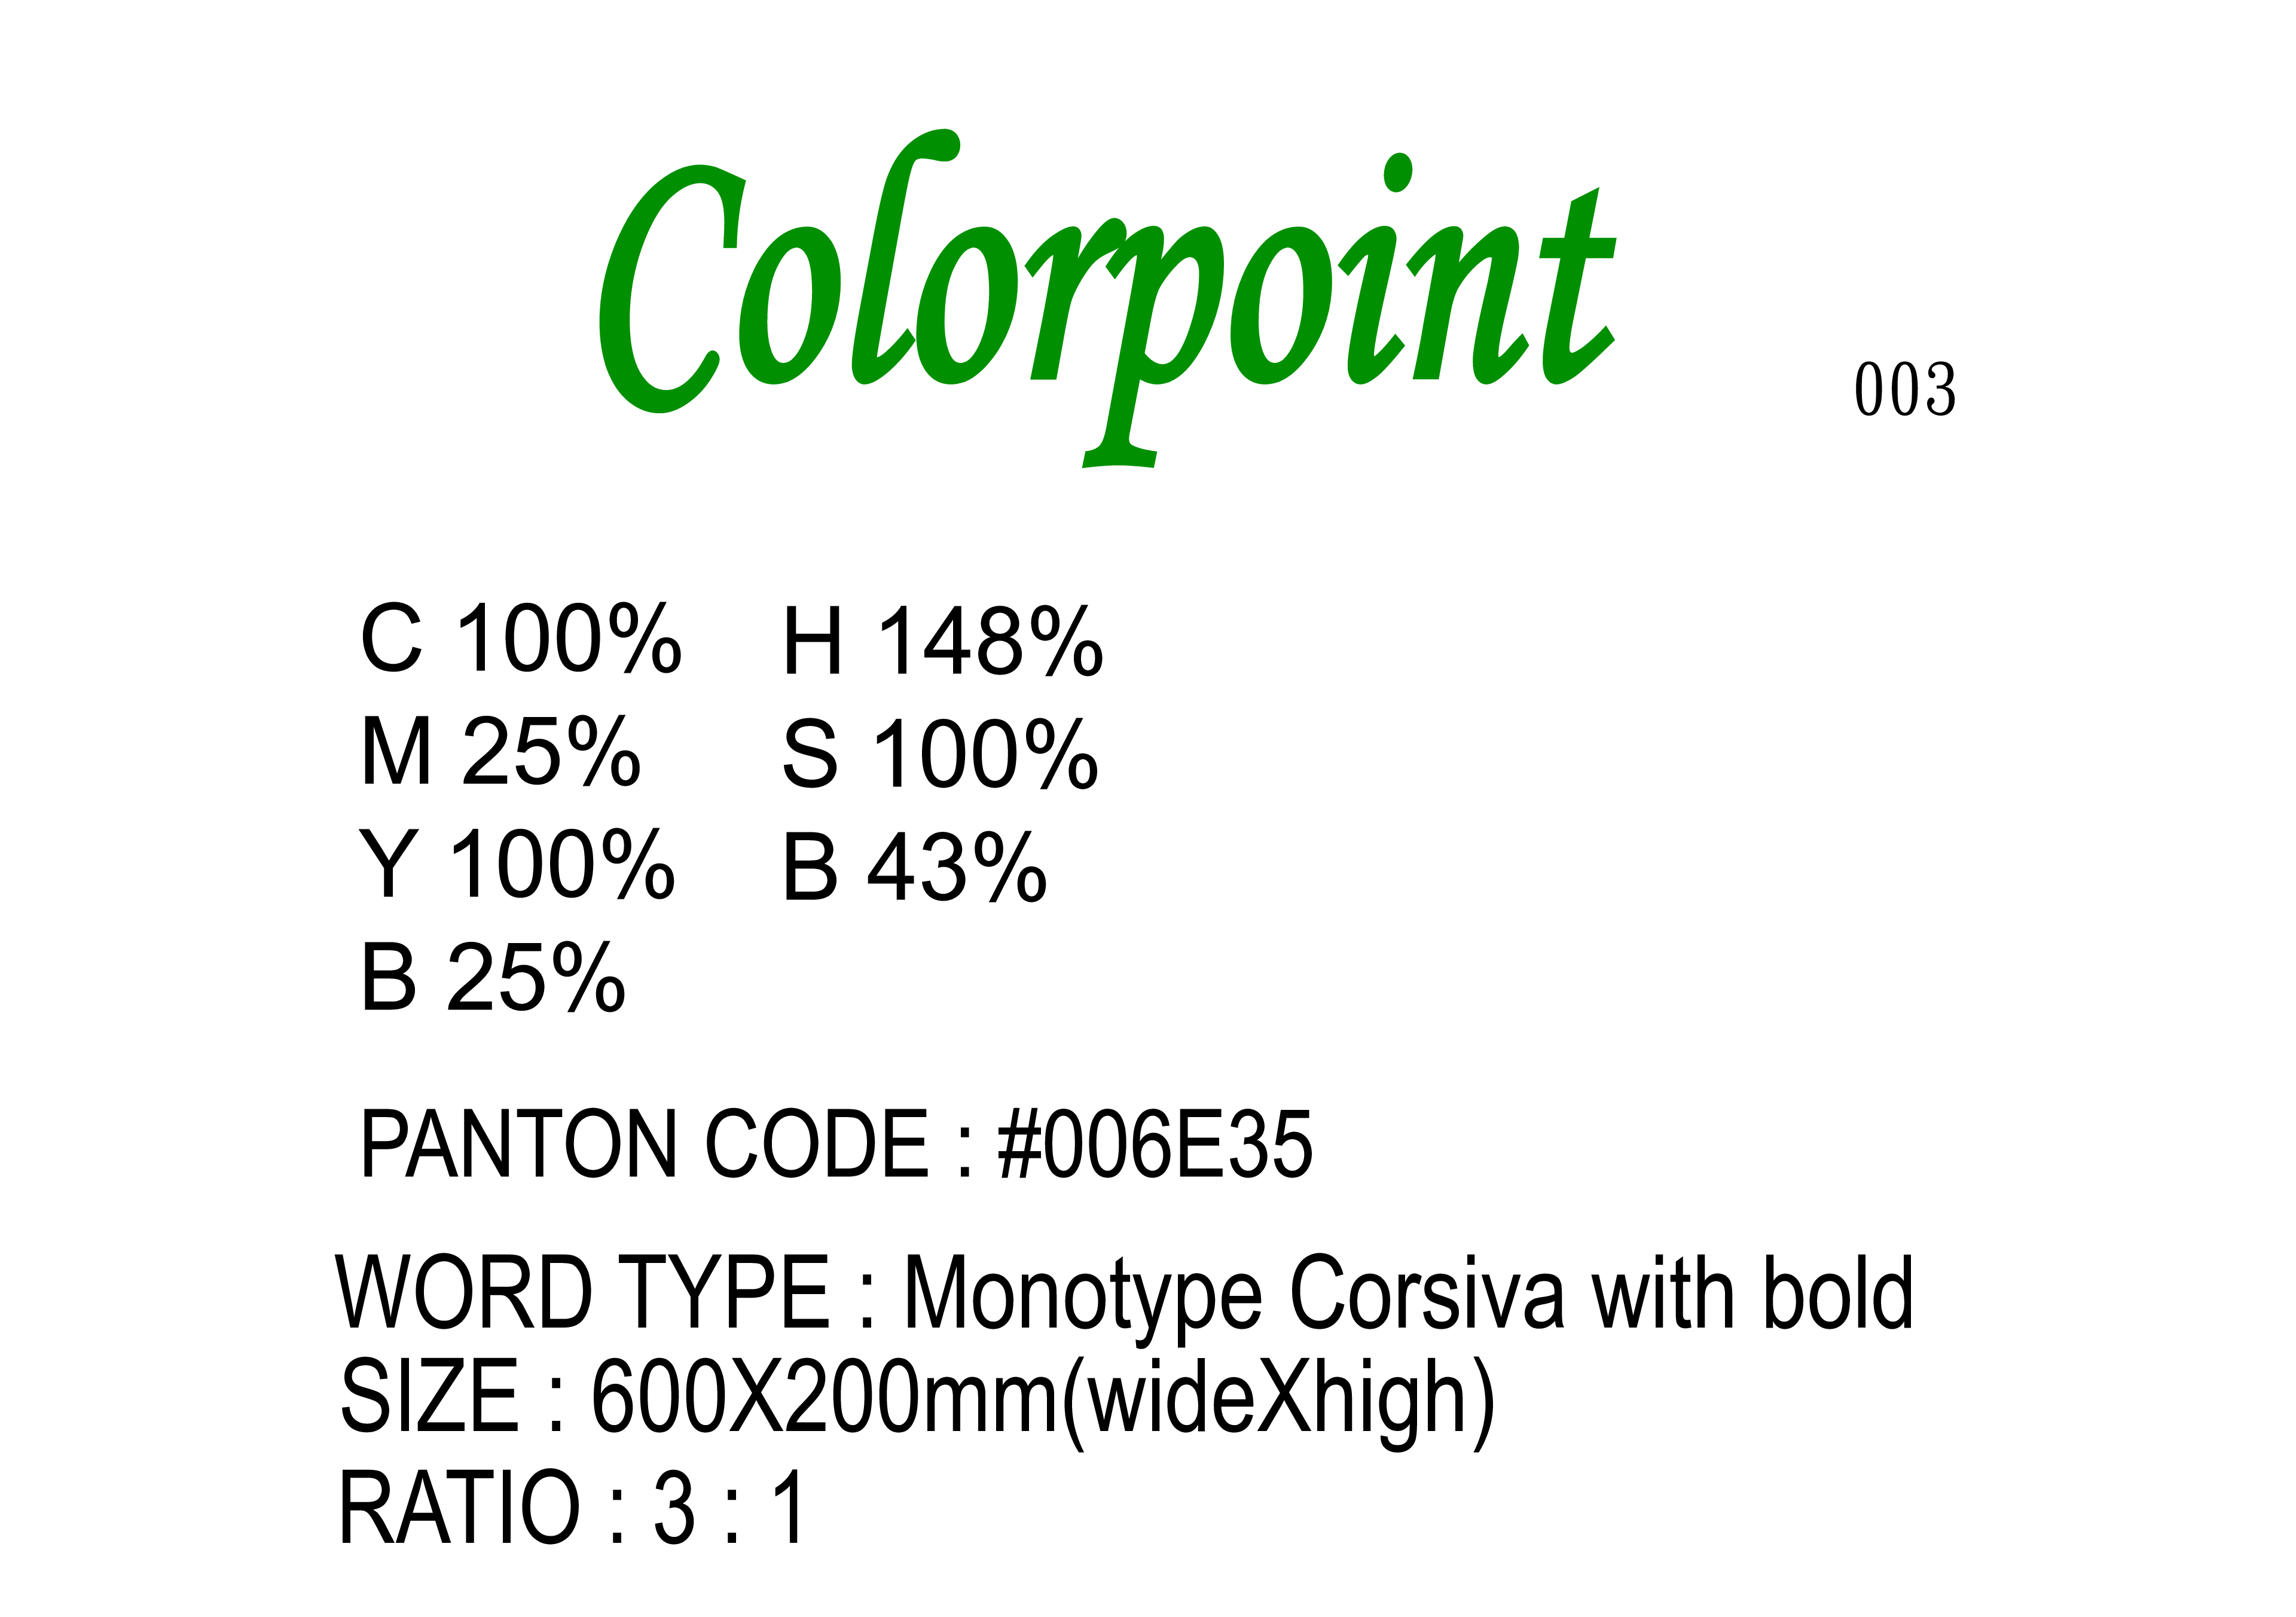 Colorpoint
003
C 100% H 148%
M 25% S 100%
Y 100% B 43%
B 25%
PANTON CODE : #006E35
WORD TYPE : Monotype Corsiva with bold
SIZE : 600X200mm(wideXhigh)
RATIO : 3 : 1